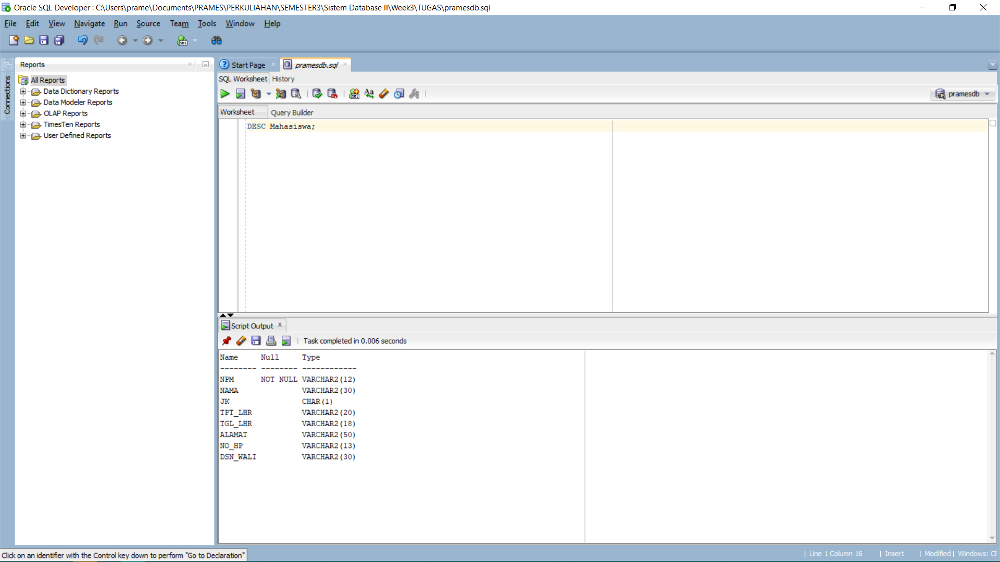 Oracle SQL Developer : C:\Users\prame\Documents\PRAMES\PERKULIAHAN\SEMESTER3\Sistem Database II\Week3\TUGAS\pramesdb.sql
File Edit View Navigate Run Source Team Tools Window Help
Connections
Reports
All Reports
Data Dictionary Reports
Data Modeler Reports
OLAP Reports
TimesTen Reports
User Defined Reports
Start Page pramesdb.sql
SQL Worksheet History
pramesdb
Worksheet Query Builder
DESC Mahasiswa;
Script Output
Task completed in 0.006 seconds
Name Null Type
-------- -------- ------------
NPM NOT NULL VARCHAR2(12)
NAMA VARCHAR2(30)
JK CHAR(1)
TPT_LHR VARCHAR2(20)
TGL_LHR VARCHAR2(18)
ALAMAT VARCHAR2(50)
NO_HP VARCHAR2(13)
DSN_WALI VARCHAR2(30)
Click on an identifier with the Control key down to perform "Go to Declaration"
| Line 1 Column 16 | Insert | Modified | Windows: